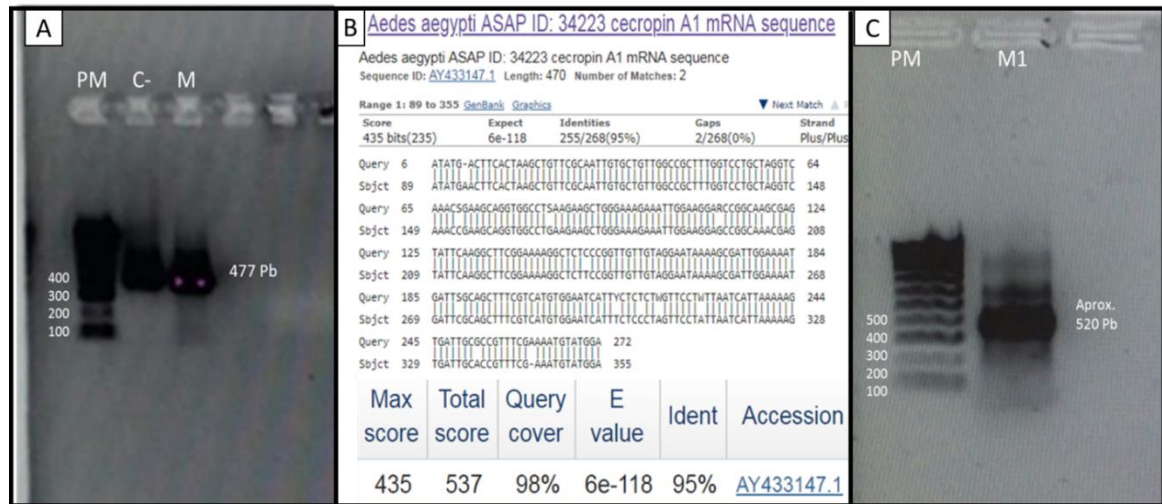 A
PM C- M
477 Pb
400
300
200
100
B
Aedes aegypti ASAP ID: 34223 cecropin A1 mRNA sequence
Aedes aegypti ASAP ID: 34223 cecropin A1 mRNA sequence
Sequence ID: AY433147.1 Length: 470 Number of Matches: 2
Range 1: 89 to 355 GenBank Graphics ▼ Next Match ▲
Score Expect Identities Gaps Strand
435 bits(235) 6e-118 255/268(95%) 2/268(0%) Plus/Plus
Query 6 ATATG-ACTTCACTAAGCTGTTCGCAATTGTGCTGTTGGCCGCTTTGGTCCTGCTAGGTC 64
Sbjct 89 ATATGAACTTCACTAAGCTGTTCGCAATTGTGCTGTTGGCCGCTTTGGTCCTGCTAGGTC 148
Query 65 AAACSGAAGCAGGTGGCCTSAAGAAGCTGGGAAAGAAATTGGAAGGARCCGGCAAGCGAG 124
Sbjct 149 AAACCGAAGCAGGTGGCCTGAAGAAGCTGGGAAAGAAATTGGAAGGAGCCGGCAAACGAG 208
Query 125 TATTCAAGGCTTCGGAAAAGGCTCTCCCGGTTGTTGTAGGAATAAAAGCGATTGGAAAAT 184
Sbjct 209 TATTCAAGGCTTCGGAAAAGGCTCTTCCGGTTGTTGTAGGAATAAAAGCGATTGGAAAAT 268
Query 185 GATTSGCAGCTTTCGTCATGTGGAATCATTYCTCTCTWGTTCCTWTTAATCATTAAAAAG 244
Sbjct 269 GATTCGCAGCTTTCGTCATGTGGAATCATTTCTCCCTAGTTCCTATTAATCATTAAAAAG 328
Query 245 TGATTGCGCCGTTTCGAAAATGTATGGA 272
Sbjct 329 TGATTGCACCGTTTCG-AAATGTATGGA 355
Max score Total score Query cover E value Ident Accession
435 537 98% 6e-118 95% AY433147.1
C
PM M1
Aprox.
520 Pb
500
400
300
200
100